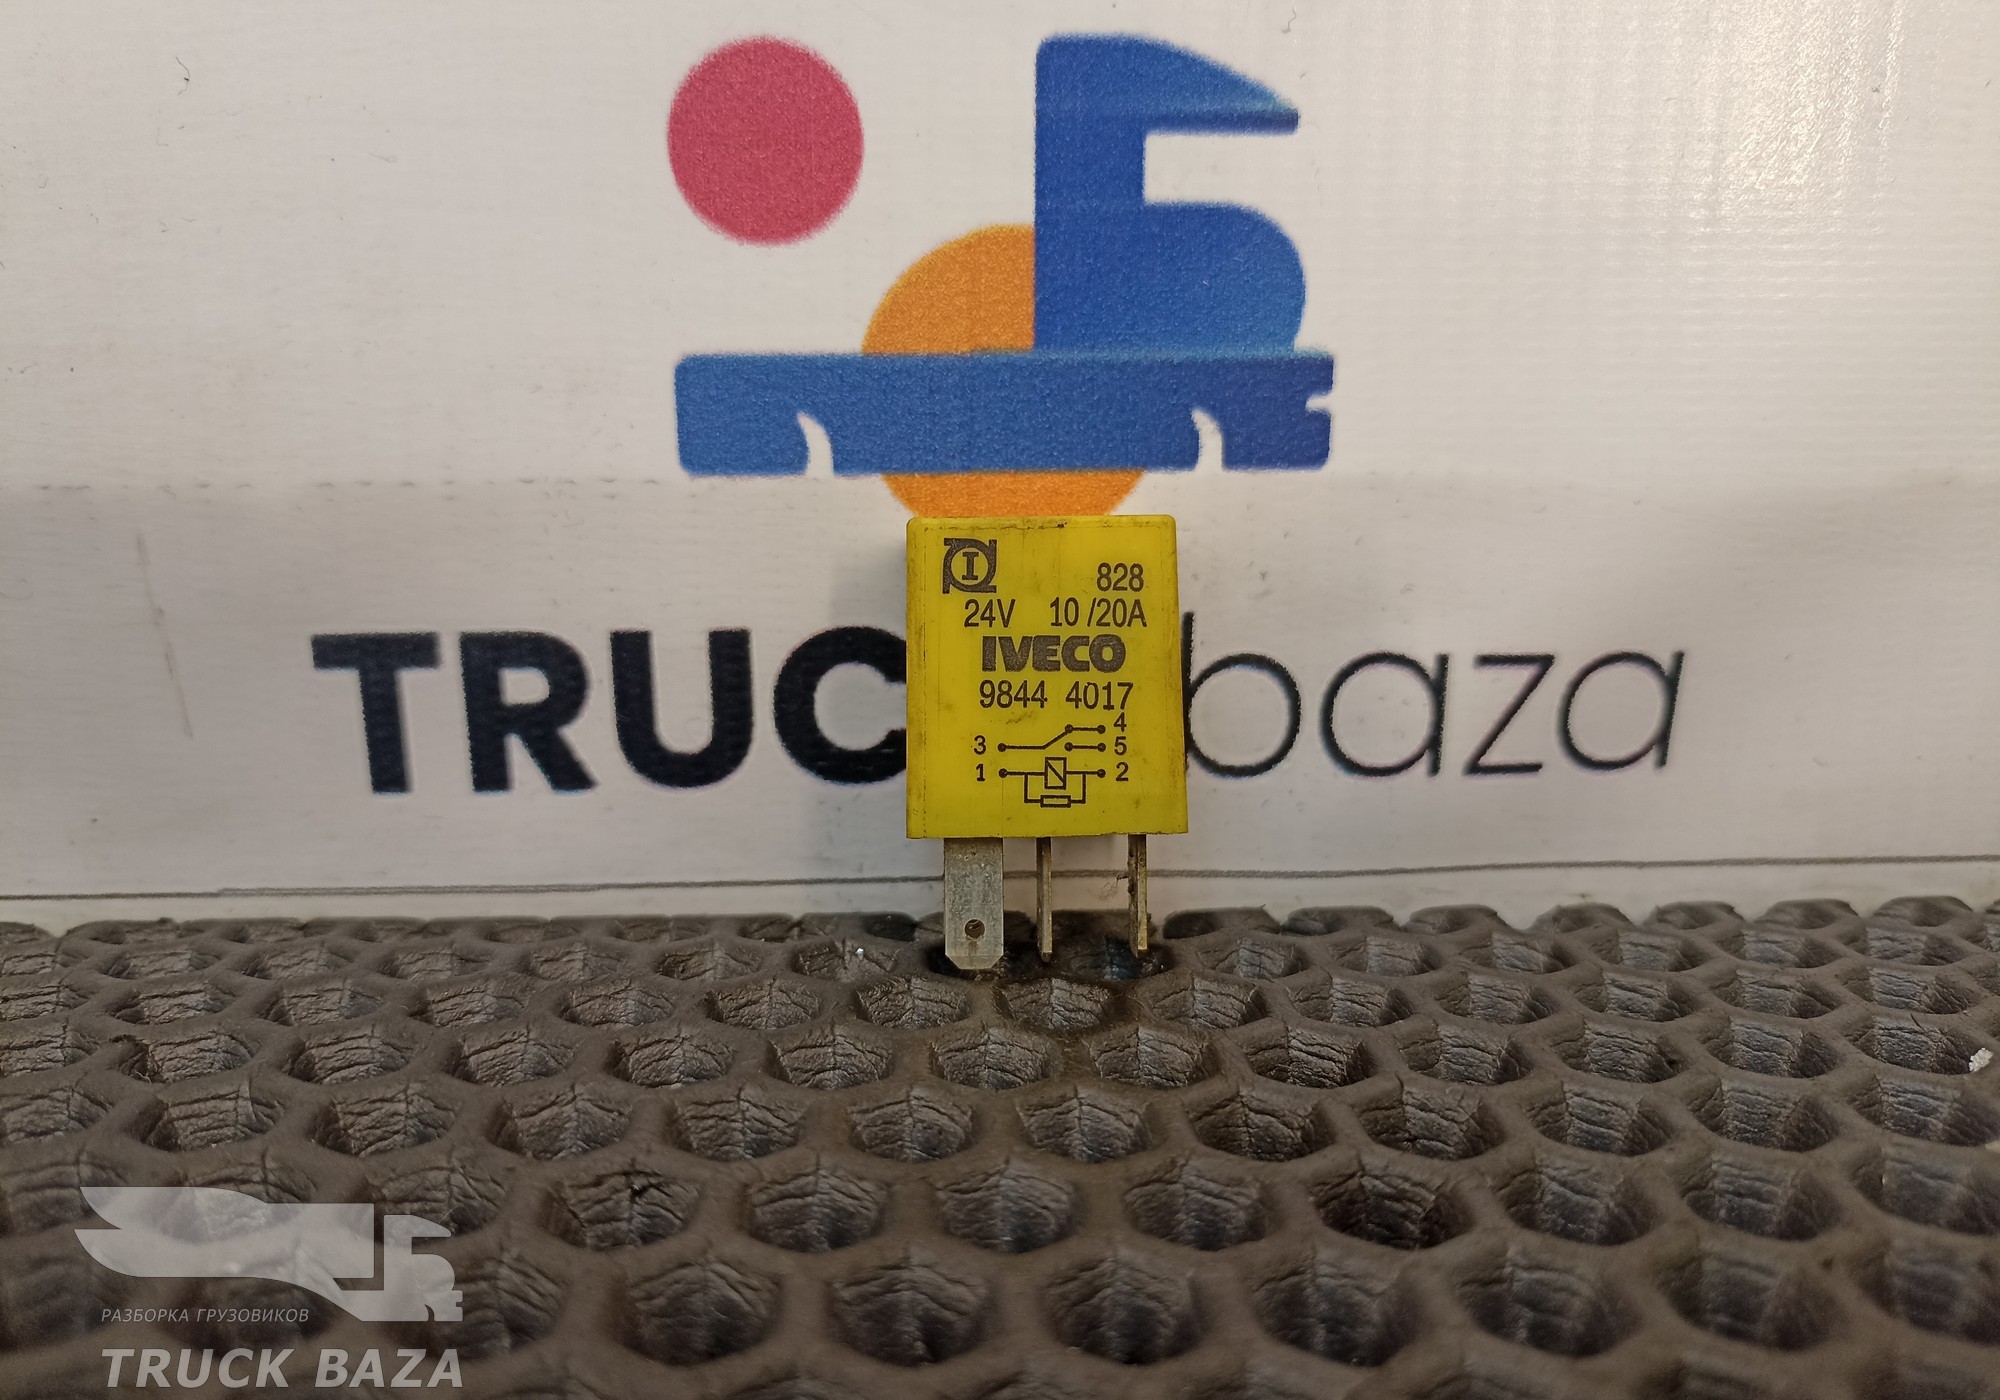 TRUC baza
I
828
24V 10 /20A
IVECO
9844 4017
4
3 5
1 2
РАЗБОРКА ГРУЗОВИКОВ
TRUCK BAZA